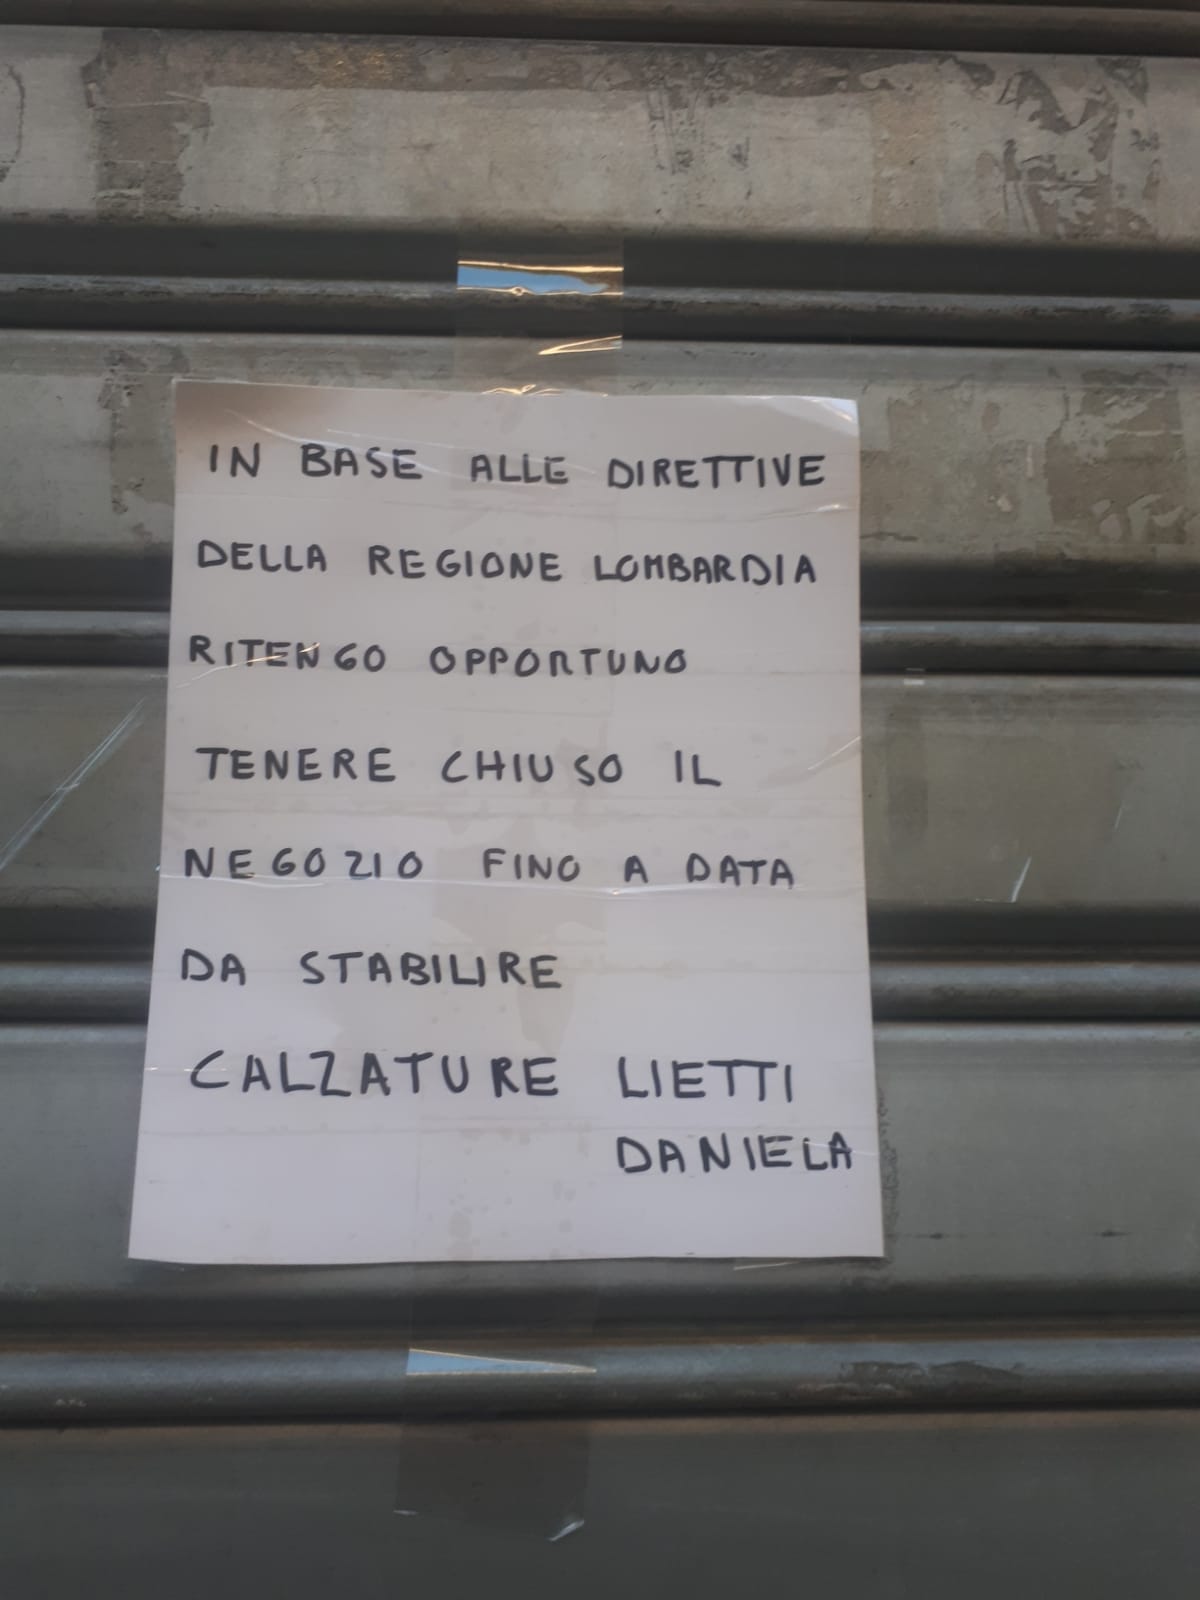 IN BASE ALLE DIRETTIVE
DELLA REGIONE LOMBARDIA
RITENGO OPPORTUNO
TENERE CHIUSO IL
NEGOZIO FINO A DATA
DA STABILIRE
CALZATURE LIETTI
DANIELA